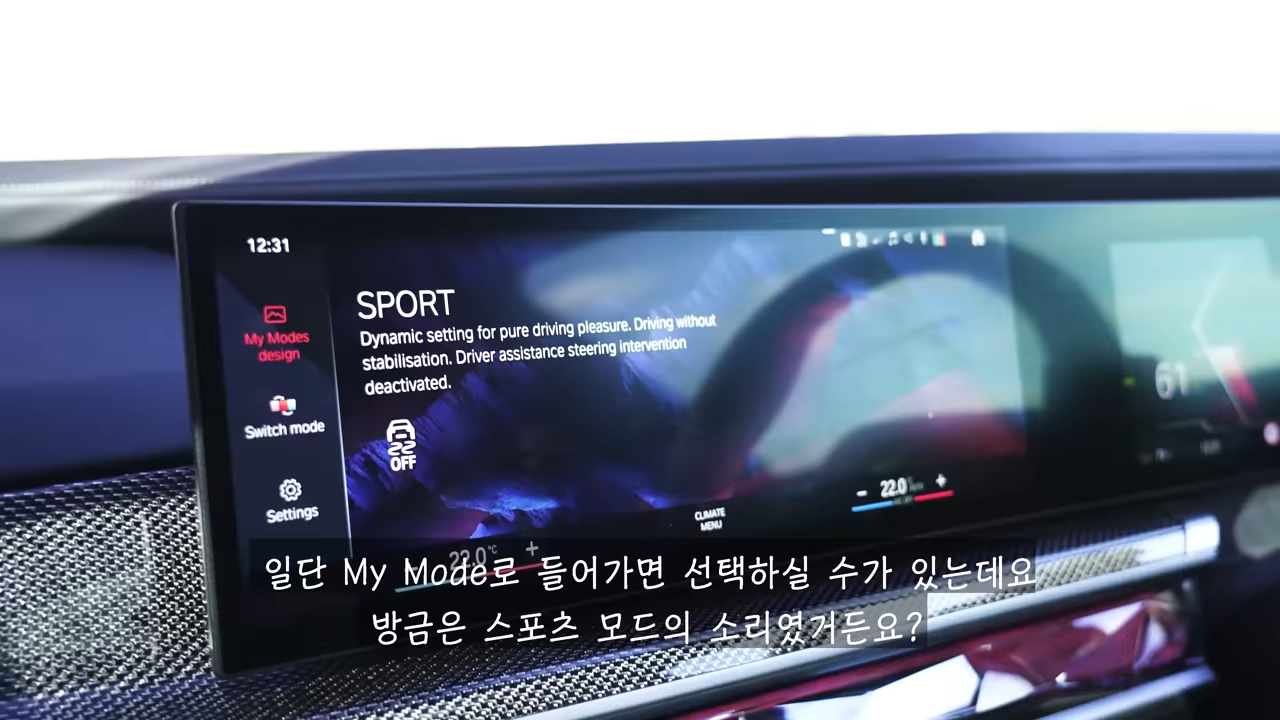 12:31
My Modes
design
Switch mode
Settings
SPORT
Dynamic setting for pure driving pleasure. Driving without
stabilisation. Driver assistance steering intervention
deactivated.
OFF
22.0
CLIMATE
MENU
22.0°C
61
일단 My Mode로 들어가면 선택하실 수가 있는데요
방금은 스포츠 모드의 소리였거든요?